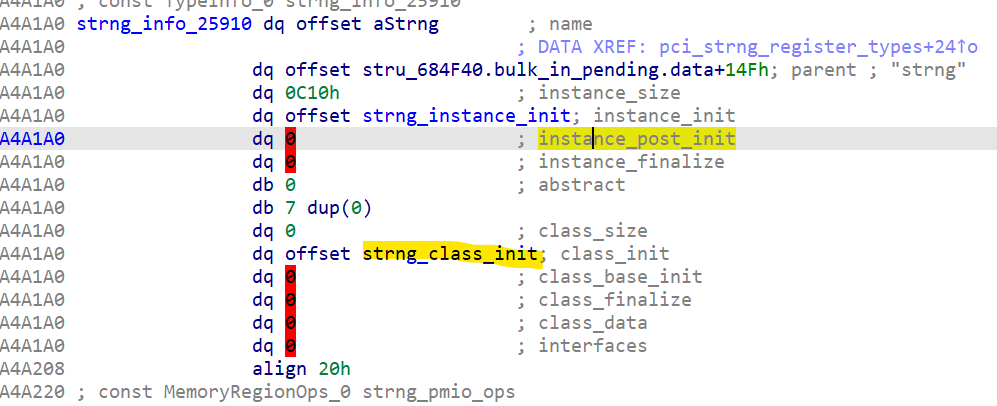 A4A1A0 ; const TypeInfo_0 strng_info_25910
A4A1A0 strng_info_25910 dq offset aStrng ; name
A4A1A0 ; DATA XREF: pci_strng_register_types+24↑o
A4A1A0 dq offset stru_684F40.bulk_in_pending.data+14Fh; parent ; "strng"
A4A1A0 dq 0C10h ; instance_size
A4A1A0 dq offset strng_instance_init; instance_init
A4A1A0 dq 0 ; instance_post_init
A4A1A0 dq 0 ; instance_finalize
A4A1A0 db 0 ; abstract
A4A1A0 db 7 dup(0)
A4A1A0 dq 0 ; class_size
A4A1A0 dq offset strng_class_init; class_init
A4A1A0 dq 0 ; class_base_init
A4A1A0 dq 0 ; class_finalize
A4A1A0 dq 0 ; class_data
A4A1A0 dq 0 ; interfaces
A4A208 align 20h
A4A220 ; const MemoryRegionOps_0 strng_pmio_ops